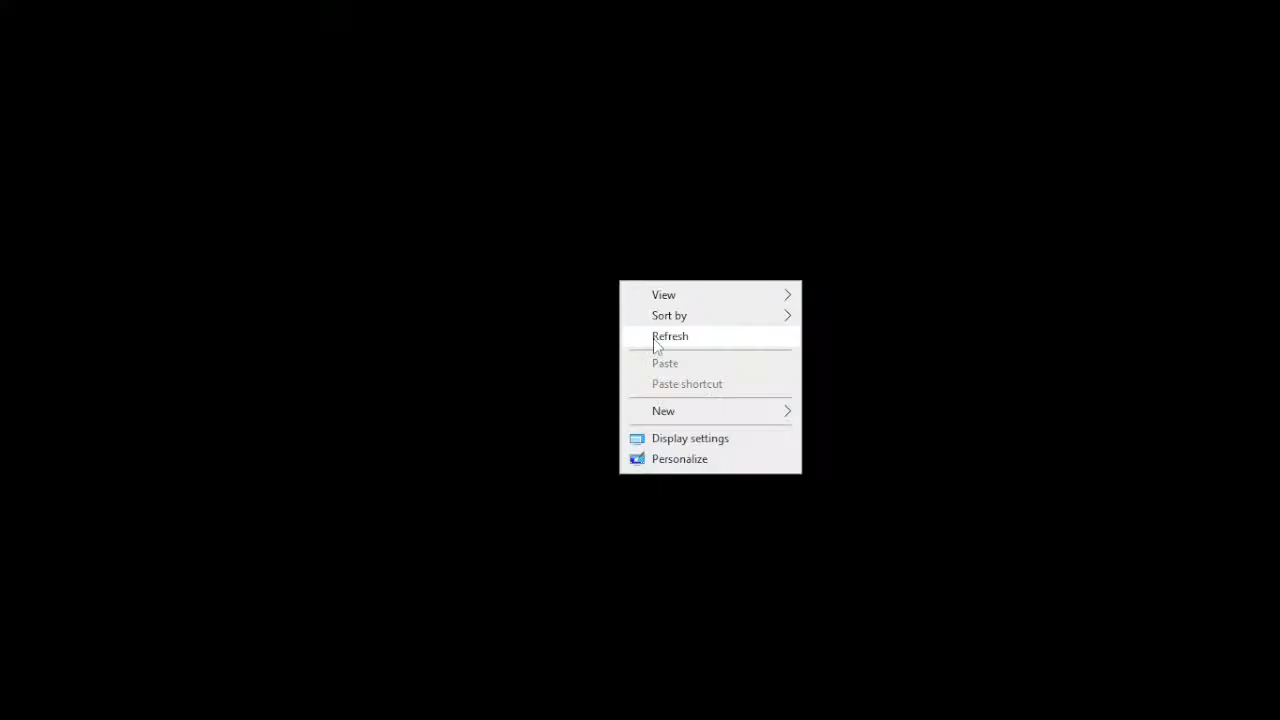 View
Sort by
Refresh
Paste
Paste shortcut
New
Display settings
Personalize